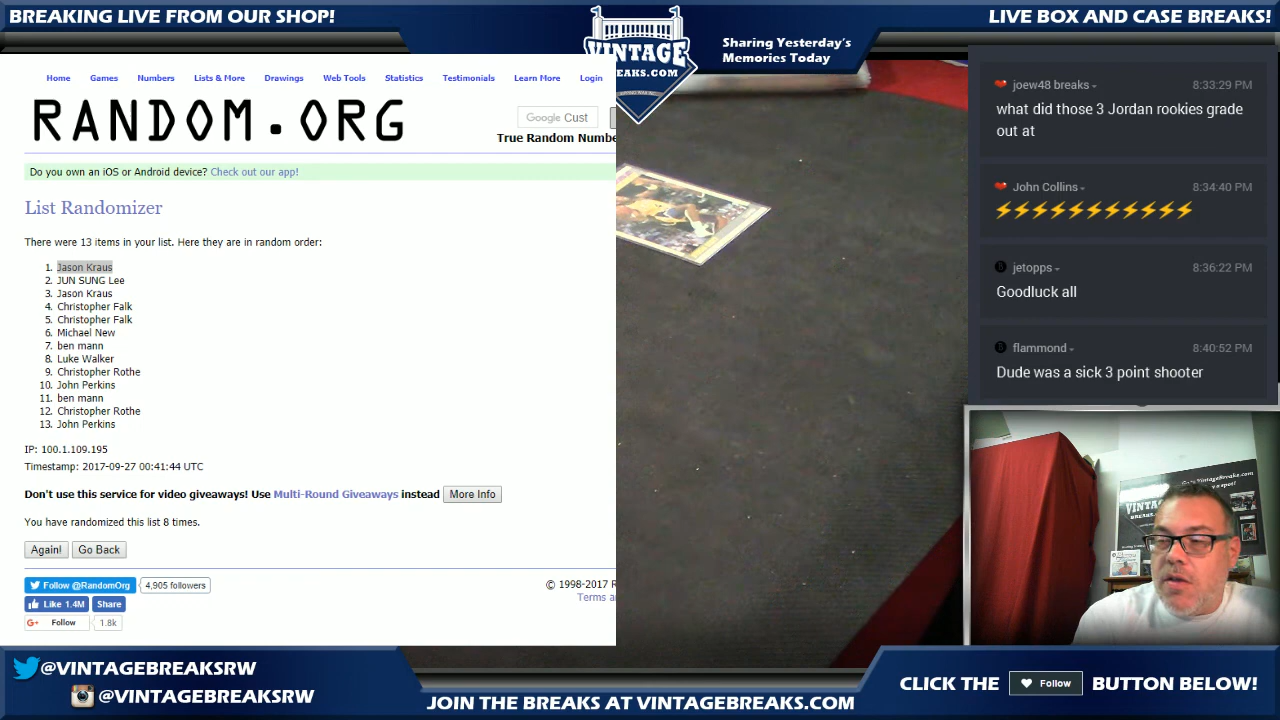 BREAKING LIVE FROM OUR SHOP!
LIVE BOX AND CASE BREAKS!
VINTAGE
BREAKS.COM
Sharing Yesterday's
Memories Today
Home Games Numbers Lists & More Drawings Web Tools Statistics Testimonials Learn More Login
RANDOM.ORG
Google Cust
True Random Numbe
Do you own an iOS or Android device? Check out our app!
List Randomizer
There were 13 items in your list. Here they are in random order:
1. Jason Kraus
2. JUN SUNG Lee
3. Jason Kraus
4. Christopher Falk
5. Christopher Falk
6. Michael New
7. ben mann
8. Luke Walker
9. Christopher Rothe
10. John Perkins
11. ben mann
12. Christopher Rothe
13. John Perkins
IP: 100.1.109.195
Timestamp: 2017-09-27 00:41:44 UTC
Don't use this service for video giveaways! Use Multi-Round Giveaways instead More Info
You have randomized this list 8 times.
Again! Go Back
Follow @RandomOrg 4,905 followers
Like 1.4M Share
Follow 1.8k
© 1998-2017 R
Terms a
joew48 breaks 8:33:29 PM
what did those 3 Jordan rookies grade
out at
John Collins 8:34:40 PM
⚡⚡⚡⚡⚡⚡⚡⚡⚡⚡⚡
jetopps 8:36:22 PM
Goodluck all
flammond 8:40:52 PM
Dude was a sick 3 point shooter
VINTAGE
@VINTAGEBREAKSRW
@VINTAGEBREAKSRW
JOIN THE BREAKS AT VINTAGEBREAKS.COM
CLICK THE Follow BUTTON BELOW!